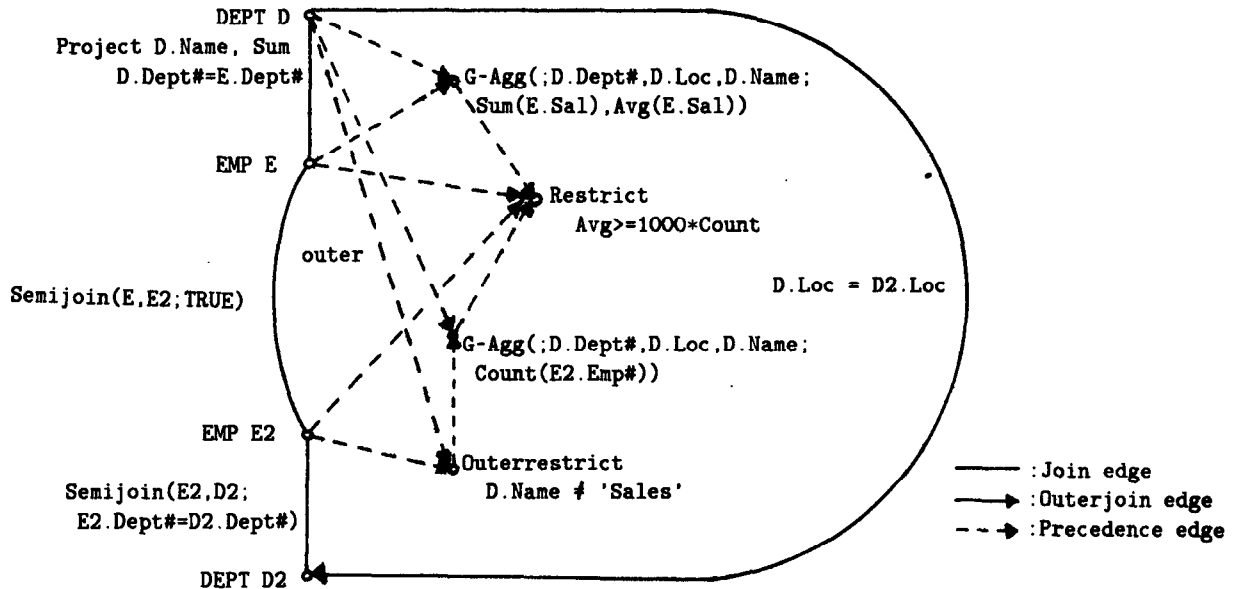 DEPT D
Project D.Name, Sum
D.Dept#=E.Dept#
G-Agg(;D.Dept#,D.Loc,D.Name;
Sum(E.Sal),Avg(E.Sal))
EMP E
Restrict
Avg>=1000*Count
outer
Semijoin(E,E2;TRUE)
D.Loc = D2.Loc
G-Agg(;D.Dept#,D.Loc,D.Name;
Count(E2.Emp#))
EMP E2
Outerrestrict
D.Name ≠ 'Sales'
Semijoin(E2,D2;
E2.Dept#=D2.Dept#)
:Join edge
:Outerjoin edge
:Precedence edge
DEPT D2